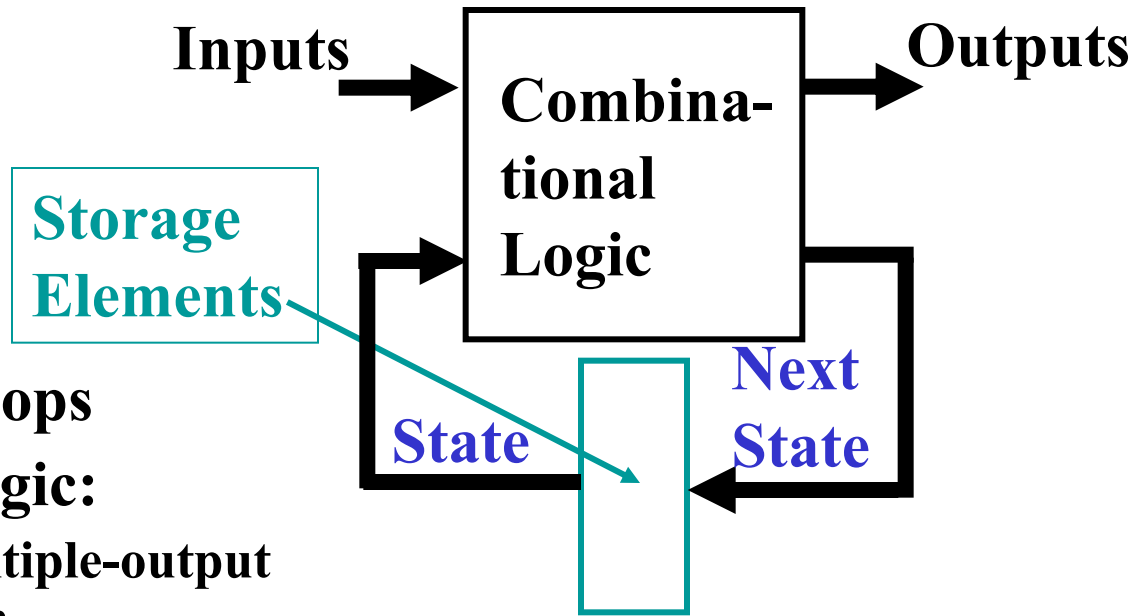 Inputs
Outputs
Combina-
tional
Logic
Storage
Elements
Next
State
State
ops
gic:
tiple-output